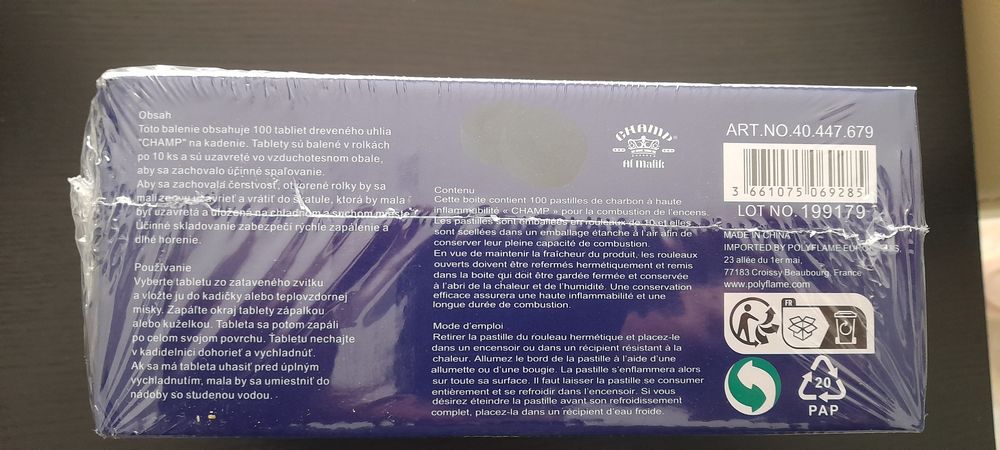 Obsah
Toto balenie obsahuje 100 tabliet dreveného uhlia
"CHAMP" na kadenie. Tablety sú balené v rolkách
po 10 ks a sú uzavreté vo vzduchotesnom obale,
aby sa zachovalo účinné spaľovanie.
Aby sa zachovala čerstvosť, otvorené rolky by sa
mali znovu uzavrieť a vrátiť do škatule, ktorá by mala
byť uzavretá a uložená na chladnom a suchom mieste.
Účinné skladovanie zabezpečí rýchle zapálenie a
dlhé horenie.
Používanie
Vyberte tabletu zo zataveného zvitku
a vložte ju do kadičky alebo teplovzdornej
misky. Zapáľte okraj tablety zápalkou
alebo kužeľkou. Tableta sa potom zapáli
po celom svojom povrchu. Tabletu nechajte
v kadidelnici dohorieť a vychladnúť.
Ak sa má tableta uhasiť pred úplným
vychladnutím, mala by sa umiestniť do
nádoby so studenou vodou.
Contenu
Cette boite contient 100 pastilles de charbon à haute
inflammabilité « CHAMP » pour la combustion de l'encens.
Les pastilles sont emballées en rouleaux de 10 et elles
sont scellées dans un emballage étanche à l'air afin de
conserver leur pleine capacité de combustion.
En vue de maintenir la fraîcheur du produit, les rouleaux
ouverts doivent être refermés hermétiquement et remis
dans la boite qui doit être gardée fermée et conservée
à l'abri de la chaleur et de l'humidité. Une conservation
efficace assurera une haute inflammabilité et une
longue durée de combustion.
Mode d'emploi
Retirer la pastille du rouleau hermétique et placez-le
dans un encensoir ou dans un récipient résistant à la
chaleur. Allumez le bord de la pastille à l'aide d'une
allumette ou d'une bougie. La pastille s'enflammera alors
sur toute sa surface. Il faut laisser la pastille se consumer
entièrement et se refroidir dans l'encensoir. Si vous
désirez éteindre la pastille avant son refroidissement
complet, placez-la dans un récipient d'eau froide.
CHAMP
Al Malik
ART.NO.40.447.679
3 661075 069285
LOT NO.199179
MADE IN CHINA
IMPORTED BY POLYFLAME EUROPE S.
23 allée du 1er mai,
77183 Croissy Beaubourg, France
www.polyflame.com
FR
20
PAP